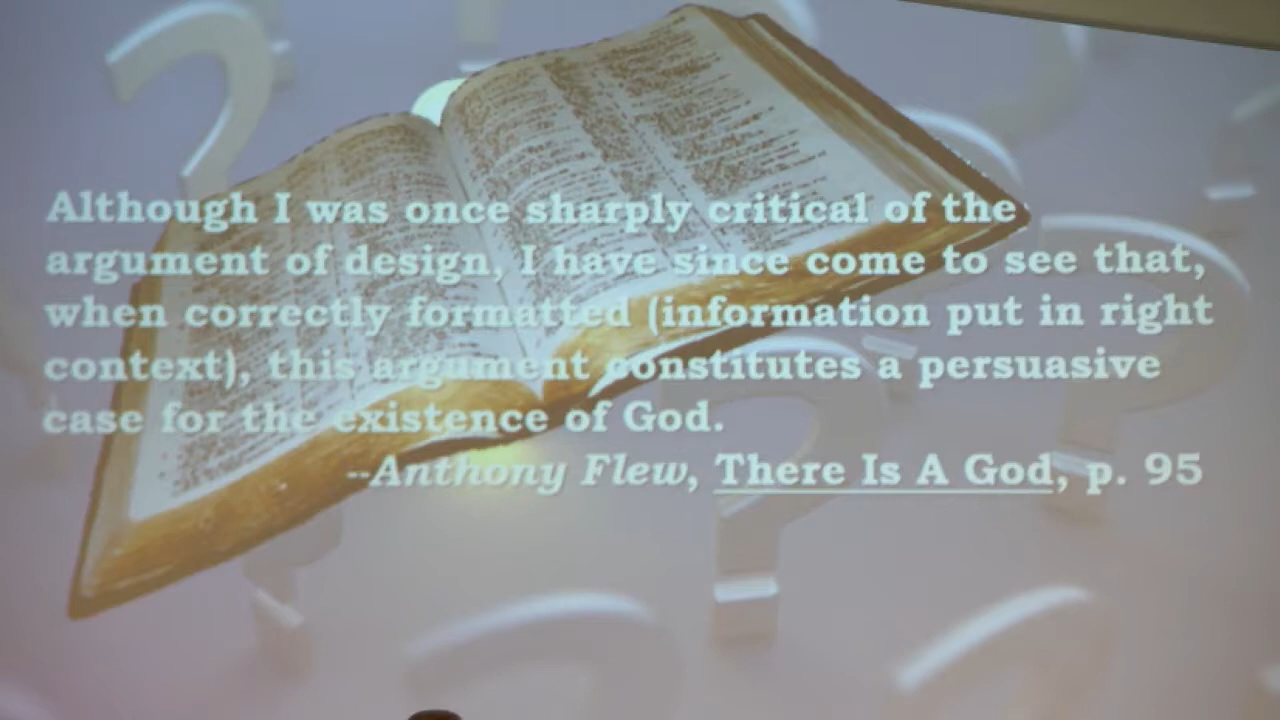 Although I was once sharply critical of the
argument of design, I have since come to see that,
when correctly formatted (information put in right
context), this argument constitutes a persuasive
case for the existence of God.
--Anthony Flew, There Is A God, p. 95